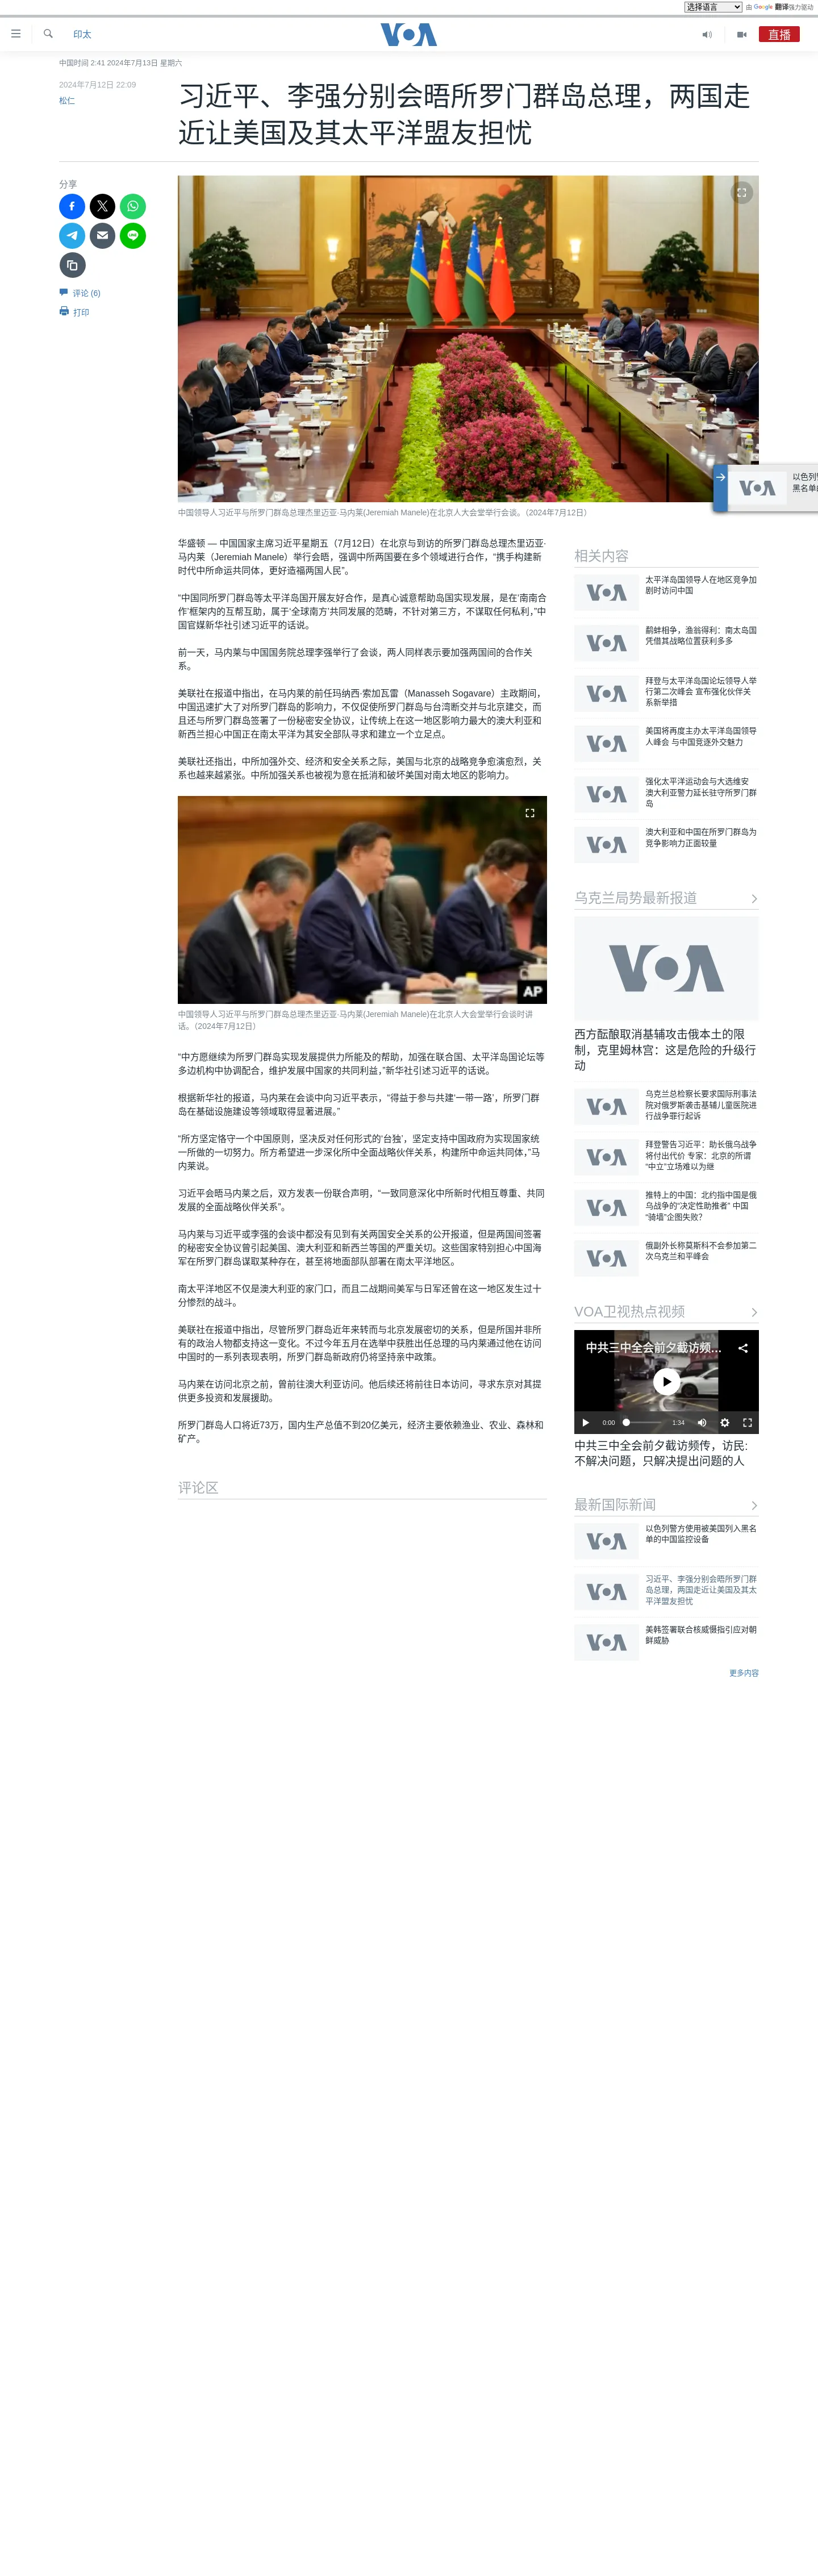 选择语言
由 Google 翻译强力驱动
印太
VOA
直播
中国时间 2:41 2024年7月13日 星期六
2024年7月12日 22:09
松仁
习近平、李强分别会晤所罗门群岛总理，两国走
近让美国及其太平洋盟友担忧
分享
评论 (6)
打印
中国领导人习近平与所罗门群岛总理杰里迈亚·马内莱(Jeremiah Manele)在北京人大会堂举行会谈。（2024年7月12日）
VOA
以色列警
黑名单的
华盛顿 — 中国国家主席习近平星期五（7月12日）在北京与到访的所罗门群岛总理杰里迈亚·
马内莱（Jeremiah Manele）举行会晤，强调中所两国要在多个领域进行合作，“携手构建新
时代中所命运共同体，更好造福两国人民”。
“中国同所罗门群岛等太平洋岛国开展友好合作，是真心诚意帮助岛国实现发展，是在‘南南合
作’框架内的互帮互助，属于‘全球南方’共同发展的范畴，不针对第三方，不谋取任何私利，”中
国官媒新华社引述习近平的话说。
前一天，马内莱与中国国务院总理李强举行了会谈，两人同样表示要加强两国间的合作关
系。
美联社在报道中指出，在马内莱的前任玛纳西·索加瓦雷（Manasseh Sogavare）主政期间，
中国迅速扩大了对所罗门群岛的影响力，不仅促使所罗门群岛与台湾断交并与北京建交，而
且还与所罗门群岛签署了一份秘密安全协议，让传统上在这一地区影响力最大的澳大利亚和
新西兰担心中国正在南太平洋为其安全部队寻求和建立一个立足点。
美联社还指出，中所加强外交、经济和安全关系之际，美国与北京的战略竞争愈演愈烈，关
系也越来越紧张。中所加强关系也被视为意在抵消和破坏美国对南太地区的影响力。
AP
中国领导人习近平与所罗门群岛总理杰里迈亚·马内莱(Jeremiah Manele)在北京人大会堂举行会谈时讲
话。（2024年7月12日）
“中方愿继续为所罗门群岛实现发展提供力所能及的帮助，加强在联合国、太平洋岛国论坛等
多边机构中协调配合，维护发展中国家的共同利益，”新华社引述习近平的话说。
根据新华社的报道，马内莱在会谈中向习近平表示，“得益于参与共建‘一带一路’，所罗门群
岛在基础设施建设等领域取得显著进展。”
“所方坚定恪守一个中国原则，坚决反对任何形式的‘台独’，坚定支持中国政府为实现国家统
一所做的一切努力。所方希望进一步深化所中全面战略伙伴关系，构建所中命运共同体，”马
内莱说。
习近平会晤马内莱之后，双方发表一份联合声明，“一致同意深化中所新时代相互尊重、共同
发展的全面战略伙伴关系”。
马内莱与习近平或李强的会谈中都没有见到有关两国安全关系的公开报道，但是两国间签署
的秘密安全协议曾引起美国、澳大利亚和新西兰等国的严重关切。这些国家特别担心中国海
军在所罗门群岛谋取某种存在，甚至将地面部队部署在南太平洋地区。
南太平洋地区不仅是澳大利亚的家门口，而且二战期间美军与日军还曾在这一地区发生过十
分惨烈的战斗。
美联社在报道中指出，尽管所罗门群岛近年来转而与北京发展密切的关系，但是所国并非所
有的政治人物都支持这一变化。不过今年五月在选举中获胜出任总理的马内莱通过他在访问
中国时的一系列表现表明，所罗门群岛新政府仍将坚持亲中政策。
马内莱在访问北京之前，曾前往澳大利亚访问。他后续还将前往日本访问，寻求东京对其提
供更多投资和发展援助。
所罗门群岛人口将近73万，国内生产总值不到20亿美元，经济主要依赖渔业、农业、森林和
矿产。
评论区
相关内容
VOA
太平洋岛国领导人在地区竞争加
剧时访问中国
VOA
鹬蚌相争，渔翁得利：南太岛国
凭借其战略位置获利多多
VOA
拜登与太平洋岛国论坛领导人举
行第二次峰会 宣布强化伙伴关
系新举措
VOA
美国将再度主办太平洋岛国领导
人峰会 与中国竞逐外交魅力
VOA
强化太平洋运动会与大选维安
澳大利亚警力延长驻守所罗门群
岛
VOA
澳大利亚和中国在所罗门群岛为
竞争影响力正面较量
乌克兰局势最新报道
VOA
西方酝酿取消基辅攻击俄本土的限
制，克里姆林宫：这是危险的升级行
动
VOA
乌克兰总检察长要求国际刑事法
院对俄罗斯袭击基辅儿童医院进
行战争罪行起诉
VOA
拜登警告习近平：助长俄乌战争
将付出代价 专家：北京的所谓
“中立”立场难以为继
VOA
推特上的中国：北约指中国是俄
乌战争的“决定性助推者” 中国
“骑墙”企图失败？
VOA
俄副外长称莫斯科不会参加第二
次乌克兰和平峰会
VOA卫视热点视频
中共三中全会前夕截访频…
0:00
1:34
中共三中全会前夕截访频传，访民:
不解决问题，只解决提出问题的人
最新国际新闻
VOA
以色列警方使用被美国列入黑名
单的中国监控设备
VOA
习近平、李强分别会晤所罗门群
岛总理，两国走近让美国及其太
平洋盟友担忧
VOA
美韩签署联合核威慑指引应对朝
鲜威胁
更多内容